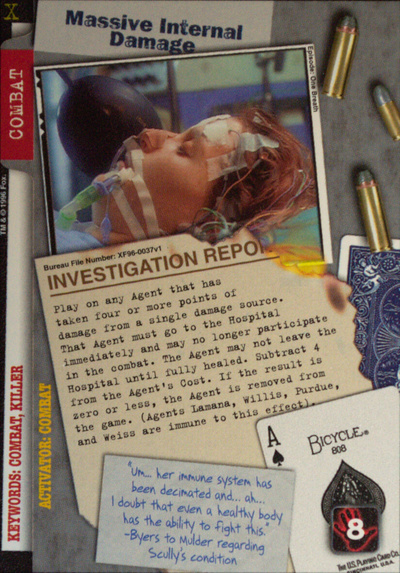 X
Massive Internal
Damage
COMBAT
TM & © 1996 Fox.
Episode: One Breath
Bureau File Number: XF96-0037v1
INVESTIGATION REPO
Play on any Agent that has
taken four or more points of
damage from a single damage source.
That Agent must go to the Hospital
immediately and may no longer participate
in the combat. The Agent may not leave the
Hospital until fully healed. Subtract 4
from the Agent's Cost. If the result is
zero or less, the Agent is removed from
the game. (Agents Lamana, Willis, Purdue,
and Weiss are immune to this effect).
KEYWORDS: COMBAT, KILLER
ACTIVATOR: COMBAT
"Um... her immune system has
been decimated and... ah...
I doubt that even a healthy body
has the ability to fight this."
-Byers to Mulder regarding
Scully's condition
A
BICYCLE®
808
8
THE U.S. PLAYING CARD CO.
CINCINNATI, U.S.A.